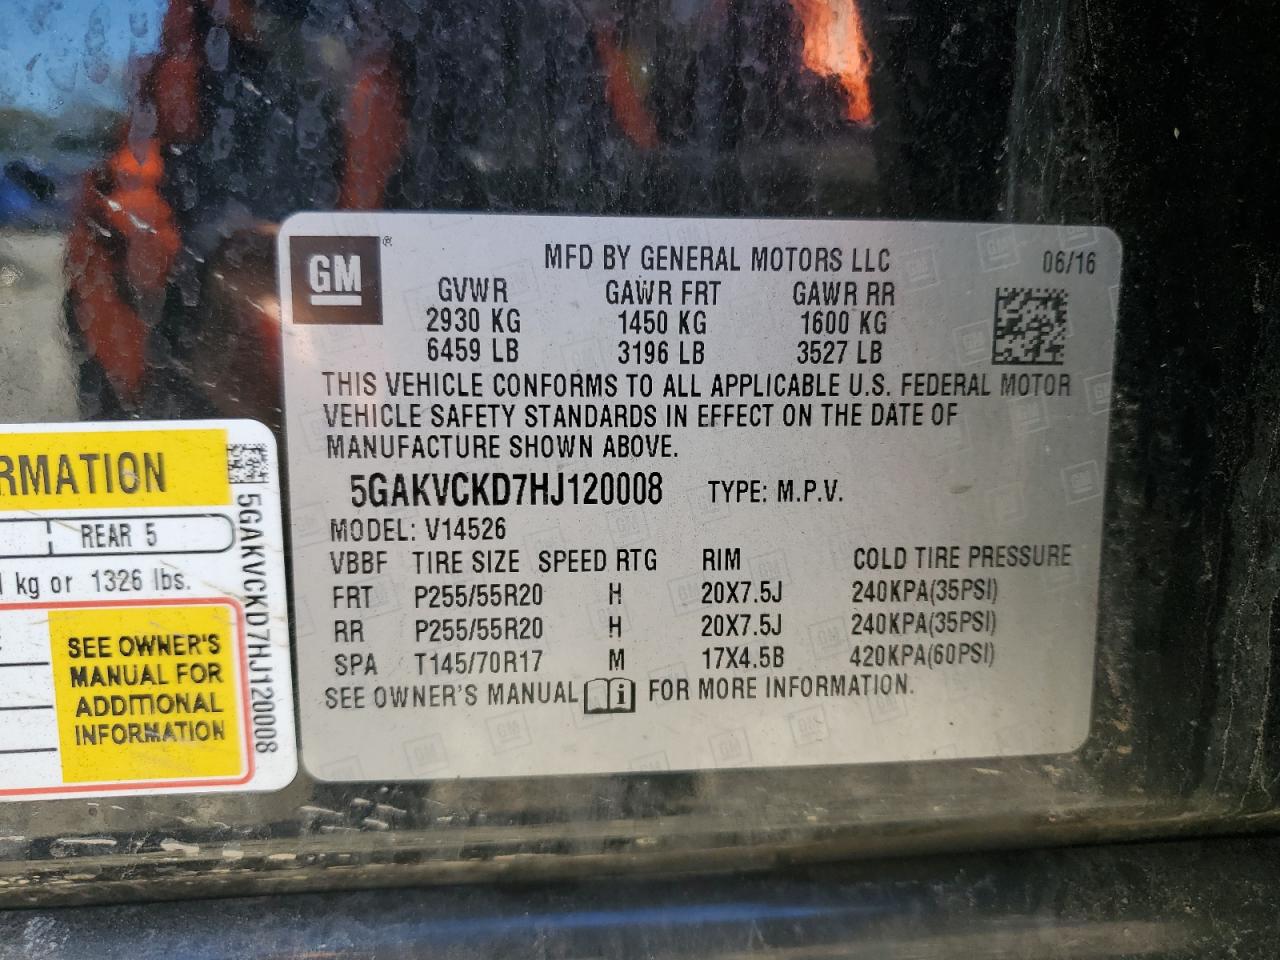 GM ®
MFD BY GENERAL MOTORS LLC 06/16
GVWR GAWR FRT GAWR RR
2930 KG 1450 KG 1600 KG
6459 LB 3196 LB 3527 LB
THIS VEHICLE CONFORMS TO ALL APPLICABLE U.S. FEDERAL MOTOR
VEHICLE SAFETY STANDARDS IN EFFECT ON THE DATE OF
MANUFACTURE SHOWN ABOVE.
5GAKVCKD7HJ120008 TYPE: M.P.V.
MODEL: V14526
VBBF TIRE SIZE SPEED RTG RIM COLD TIRE PRESSURE
FRT P255/55R20 H 20X7.5J 240KPA(35PSI)
RR P255/55R20 H 20X7.5J 240KPA(35PSI)
SPA T145/70R17 M 17X4.5B 420KPA(60PSI)
SEE OWNER'S MANUAL i FOR MORE INFORMATION.
RMATION
REAR 5
kg or 1326 lbs.
SEE OWNER'S
MANUAL FOR
ADDITIONAL
INFORMATION
5GAKVCKD7HJ120008